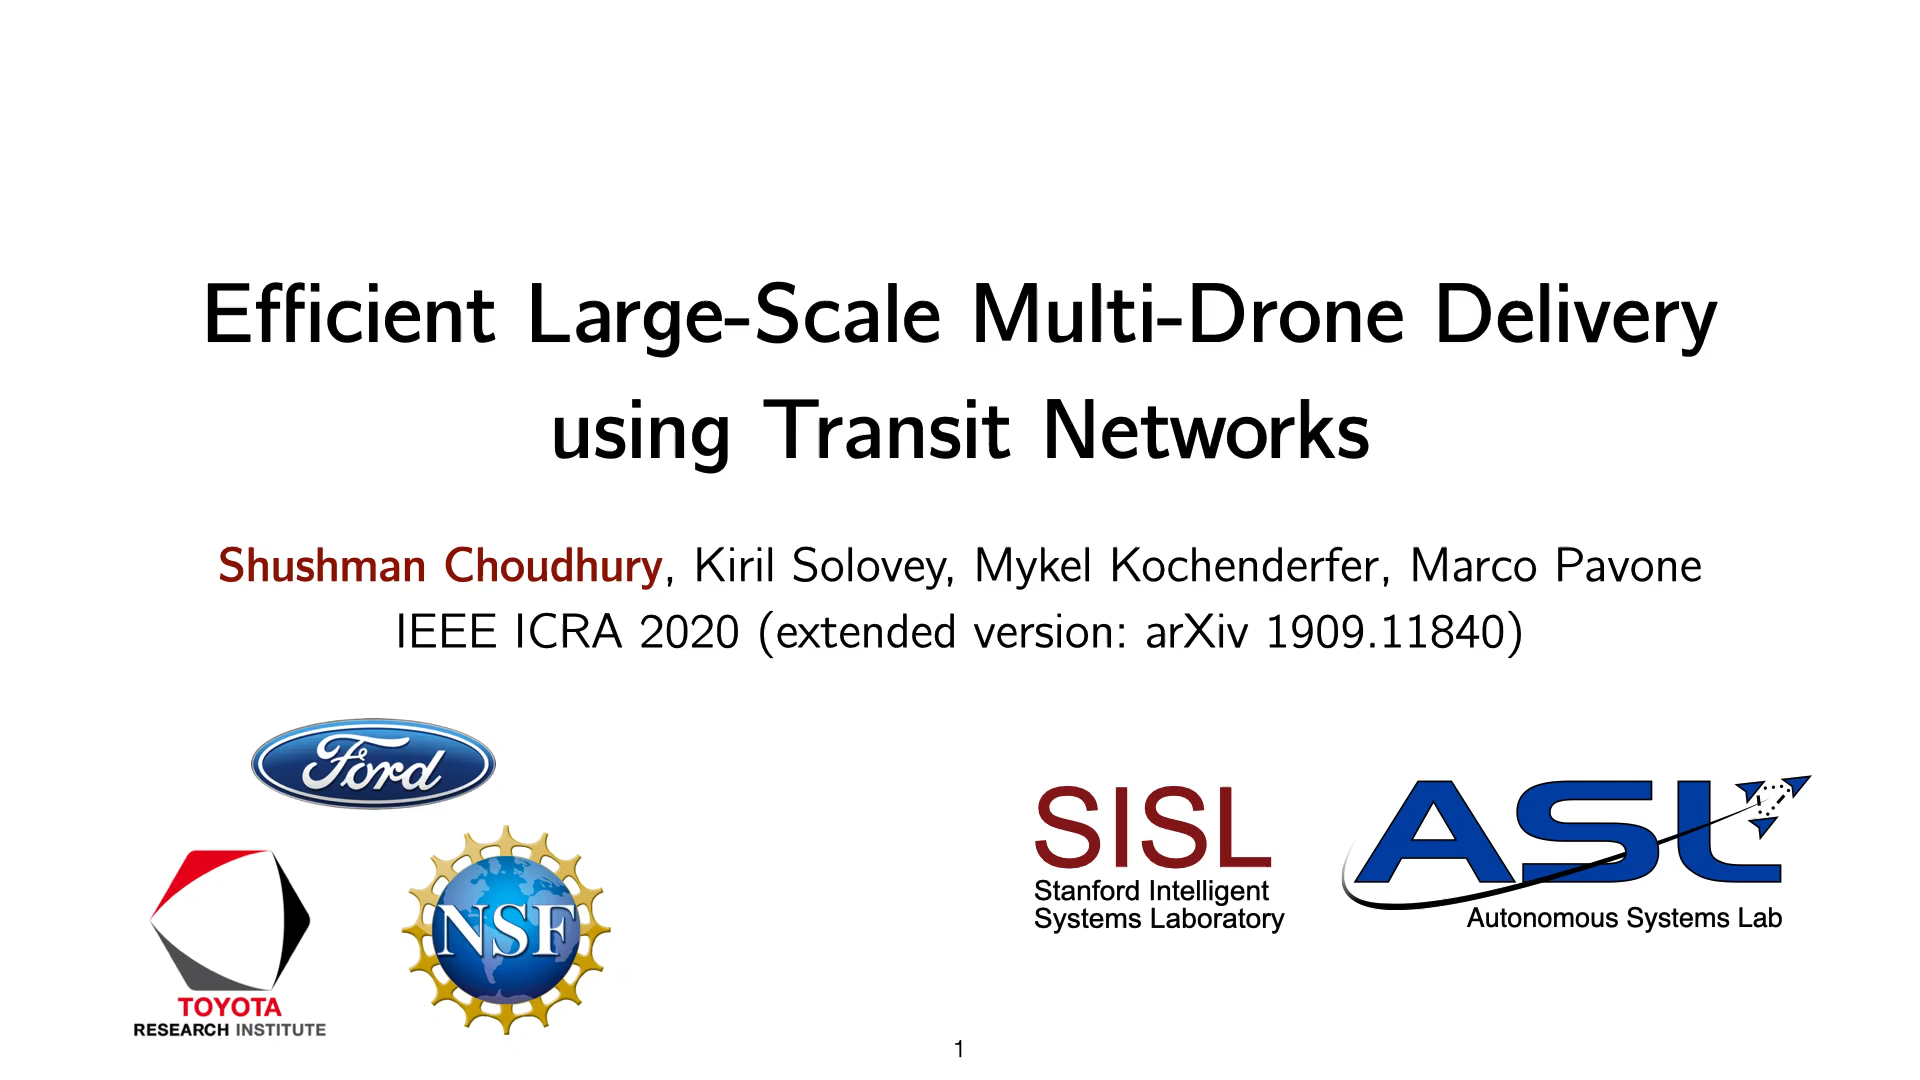 Efficient Large-Scale Multi-Drone Delivery
using Transit Networks
Shushman Choudhury, Kiril Solovey, Mykel Kochenderfer, Marco Pavone
IEEE ICRA 2020 (extended version: arXiv 1909.11840)
Ford
TOYOTA
RESEARCH INSTITUTE
NSF
SISL
Stanford Intelligent
Systems Laboratory
ASL
Autonomous Systems Lab
1